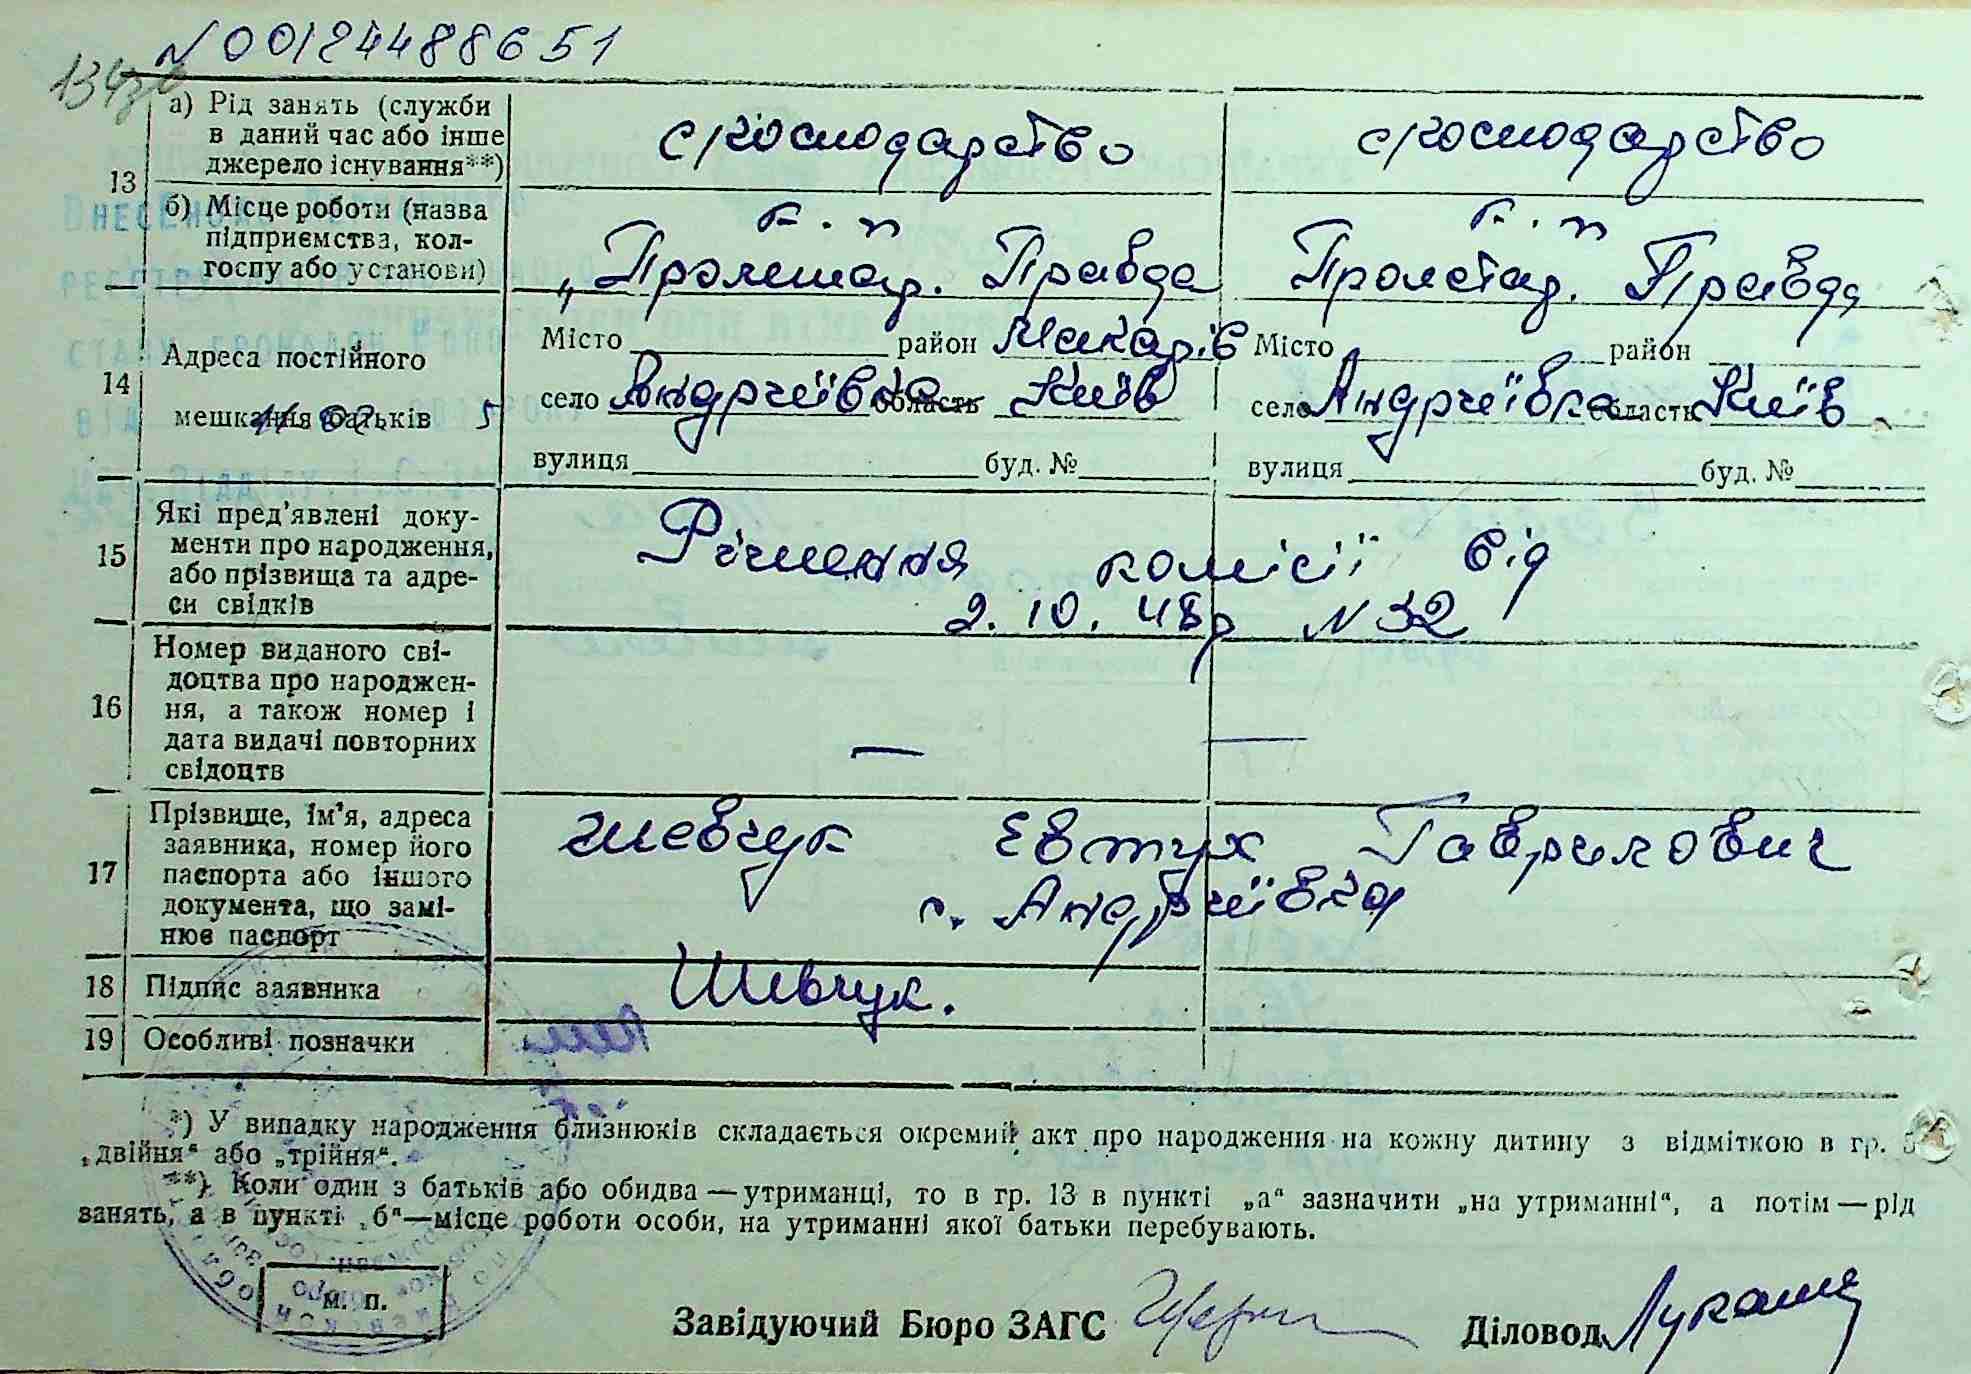 N 00124488651
13 а) Рід занять (служби в даний час або інше джерело існування**)
с/господарство с/господарство
б) Місце роботи (назва підприємства, колгоспу або установи)
к. п к. п
„Пролетар. Правда Пролетар. Правда
14 Адреса постійного мешкання батьків
Місто район Макарів Місто район
село Андріївка область Київ село Андріївка область Київ
вулиця буд. № вулиця буд. №
15 Які пред'явлені документи про народження, або прізвища та адреси свідків
Рішення комісії від
2. 10. 48р N 32
16 Номер виданого свідоцтва про народження, а також номер і дата видачі повторних свідоцтв
— —
17 Прізвище, ім'я, адреса заявника, номер його паспорта або іншого документа, що замінює паспорт
Шевчук Євтух Гаврилович
с. Андріївка
18 Підпис заявника Шевчук.
19 Особливі позначки
*) У випадку народження близнюків складається окремий акт про народження на кожну дитину з відміткою в гр. 5
„двійня“ або „трійня“.
**) Коли один з батьків або обидва — утриманці, то в гр. 13 в пункті „а“ зазначити „на утриманні“, а потім — рід
занять, а в пункті „б“ — місце роботи особи, на утриманні якої батьки перебувають.
м. п.
Завідуючий Бюро ЗАГС Діловод